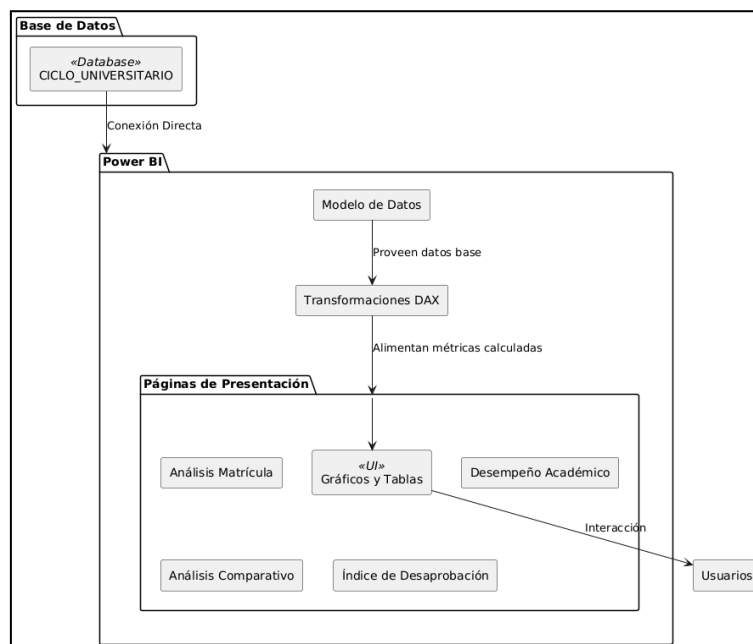 Base de Datos
«Database»
CICLO_UNIVERSITARIO
Conexión Directa
Power BI
Modelo de Datos
Proveen datos base
Transformaciones DAX
Alimentan métricas calculadas
Páginas de Presentación
Análisis Matrícula
«UI»
Gráficos y Tablas
Desempeño Académico
Interacción
Análisis Comparativo
Índice de Desaprobación
Usuarios